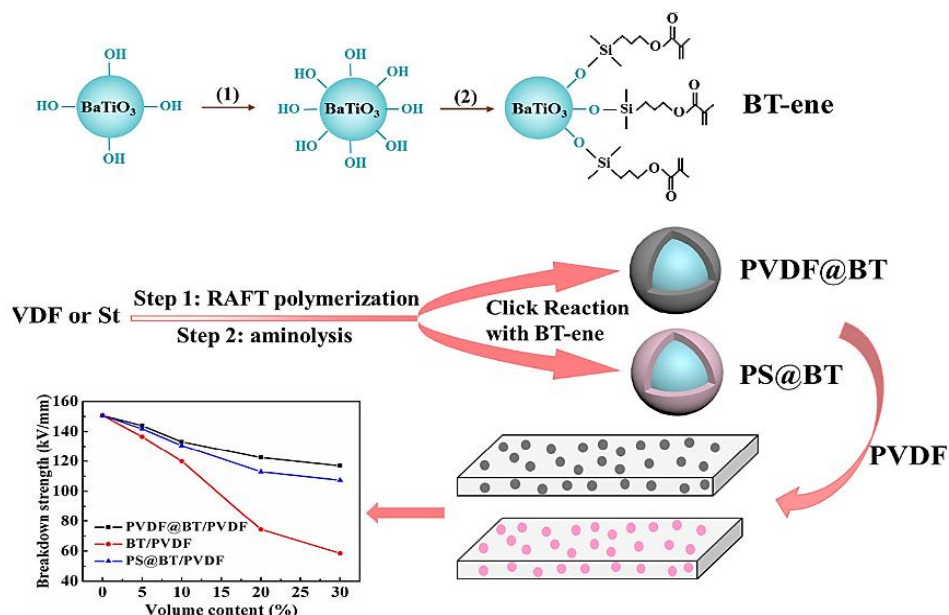 OH
HO
BaTiO3
OH
OH
(1)
OH
HO
OH
HO
BaTiO3
OH
HO
OH
OH
(2)
BaTiO3
O
Si
O
O
O
Si
O
O
O
Si
O
O
BT-ene
VDF or St
Step 1: RAFT polymerization
Step 2: aminolysis
Click Reaction
with BT-ene
PVDF@BT
PS@BT
PVDF
Breakdown strength (kV/mm)
160
140
120
100
80
60
40
PVDF@BT/PVDF
BT/PVDF
PS@BT/PVDF
0 5 10 20 30
Volume content (%)